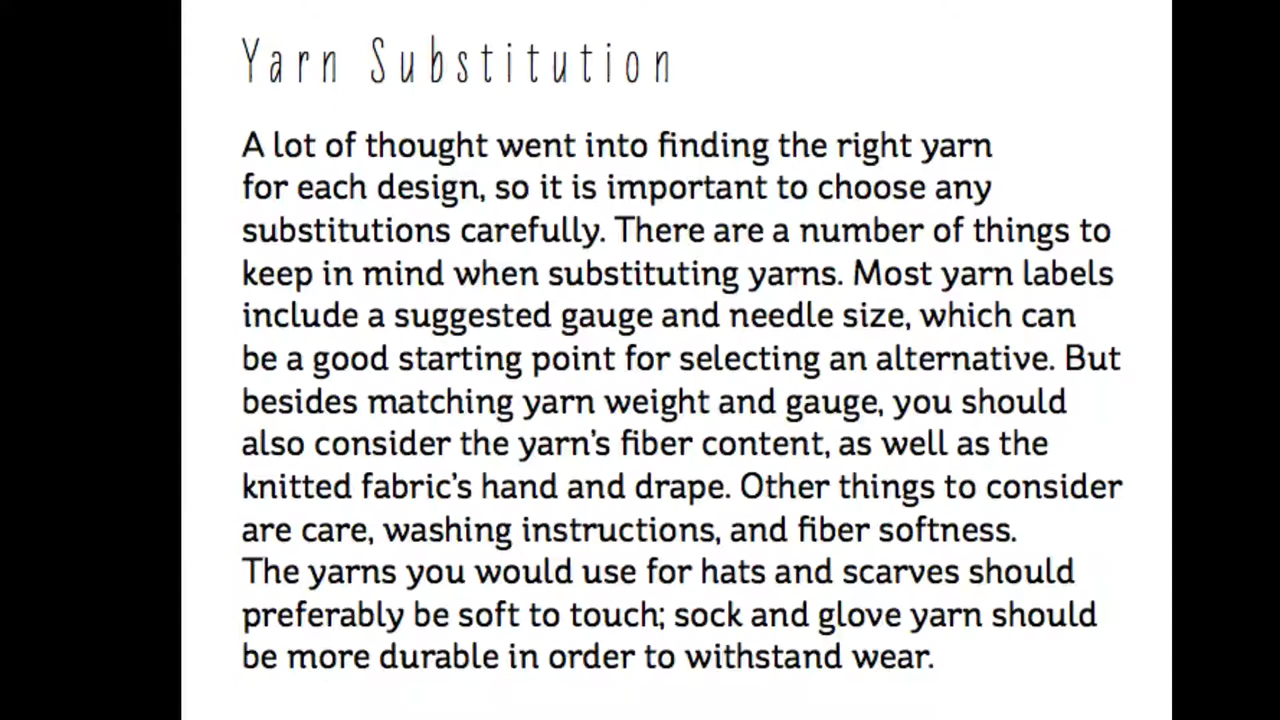 Yarn Substitution
A lot of thought went into finding the right yarn
for each design, so it is important to choose any
substitutions carefully. There are a number of things to
keep in mind when substituting yarns. Most yarn labels
include a suggested gauge and needle size, which can
be a good starting point for selecting an alternative. But
besides matching yarn weight and gauge, you should
also consider the yarn’s fiber content, as well as the
knitted fabric’s hand and drape. Other things to consider
are care, washing instructions, and fiber softness.
The yarns you would use for hats and scarves should
preferably be soft to touch; sock and glove yarn should
be more durable in order to withstand wear.